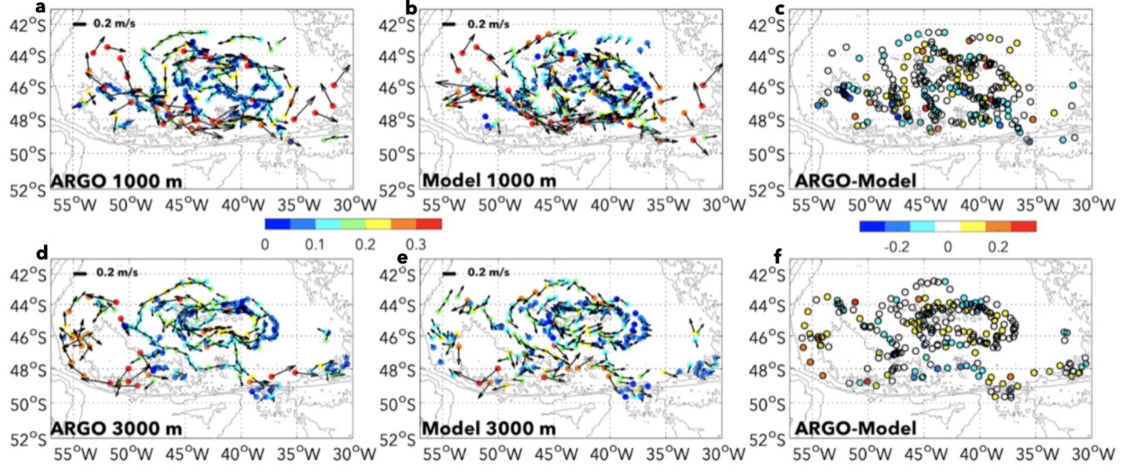 a b c
42°S 0.2 m/s 42°S 0.2 m/s 42°S
44°S 44°S 44°S
46°S 46°S 46°S
48°S 48°S 48°S
50°S 50°S 50°S
ARGO 1000 m Model 1000 m ARGO-Model
52°S 52°S 52°S
55°W 50°W 45°W 40°W 35°W 30°W 55°W 50°W 45°W 40°W 35°W 30°W 55°W 50°W 45°W 40°W 35°W 30°W
0 0.1 0.2 0.3 -0.2 0 0.2
d e f
42°S 0.2 m/s 42°S 0.2 m/s 42°S
44°S 44°S 44°S
46°S 46°S 46°S
48°S 48°S 48°S
50°S 50°S 50°S
ARGO 3000 m Model 3000 m ARGO-Model
52°S 52°S 52°S
55°W 50°W 45°W 40°W 35°W 30°W 55°W 50°W 45°W 40°W 35°W 30°W 55°W 50°W 45°W 40°W 35°W 30°W